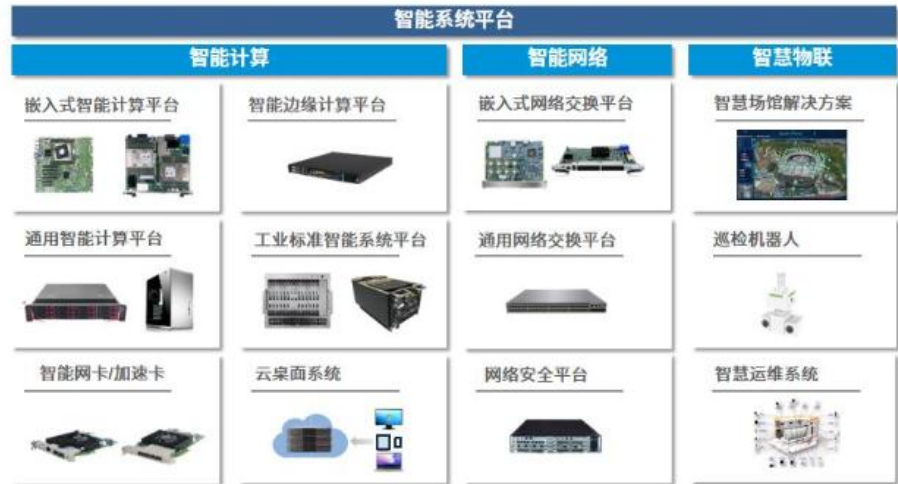 智能系统平台
智能计算
智能网络
智慧物联
嵌入式智能计算平台
智能边缘计算平台
嵌入式网络交换平台
智慧场馆解决方案
通用智能计算平台
工业标准智能系统平台
通用网络交换平台
巡检机器人
智能网卡/加速卡
云桌面系统
网络安全平台
智慧运维系统